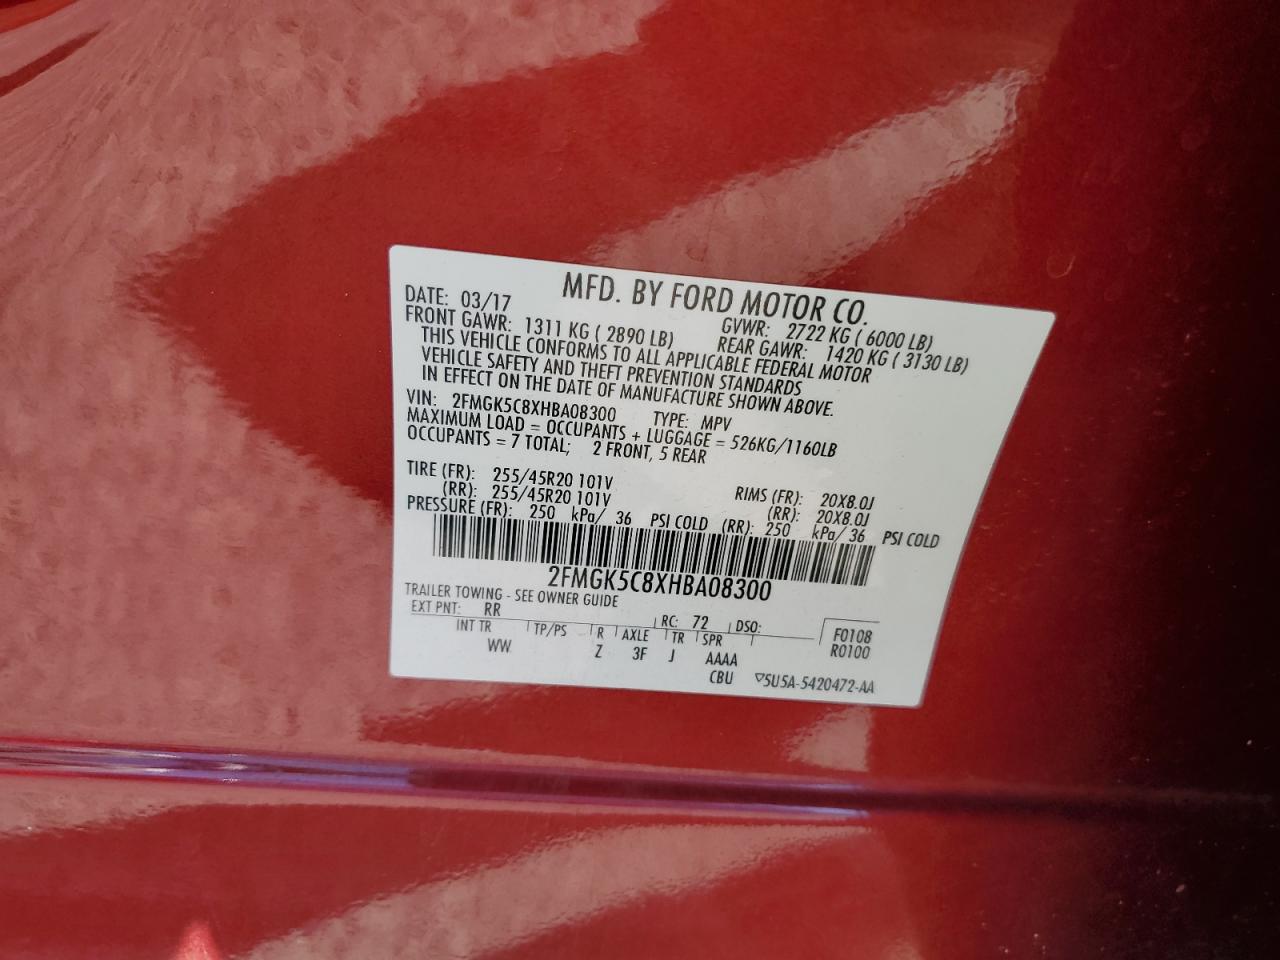 MFD. BY FORD MOTOR CO.
DATE: 03/17 GVWR: 2722 KG ( 6000 LB)
FRONT GAWR: 1311 KG ( 2890 LB) REAR GAWR: 1420 KG ( 3130 LB)
THIS VEHICLE CONFORMS TO ALL APPLICABLE FEDERAL MOTOR
VEHICLE SAFETY AND THEFT PREVENTION STANDARDS
IN EFFECT ON THE DATE OF MANUFACTURE SHOWN ABOVE.
VIN: 2FMGK5C8XHBA08300 TYPE: MPV
MAXIMUM LOAD = OCCUPANTS + LUGGAGE = 526KG/1160LB
OCCUPANTS = 7 TOTAL; 2 FRONT, 5 REAR
TIRE (FR): 255/45R20 101V RIMS (FR): 20X8.0J
(RR): 255/45R20 101V (RR): 20X8.0J
PRESSURE (FR): 250 kPa/ 36 PSI COLD (RR): 250 kPa/ 36 PSI COLD
2FMGK5C8XHBA08300
TRAILER TOWING - SEE OWNER GUIDE
EXT PNT: RR RC: 72 DSO: F0108
INT TR TP/PS R AXLE TR SPR R0100
WW Z 3F J AAAA
CBU ▽5U5A-5420472-AA